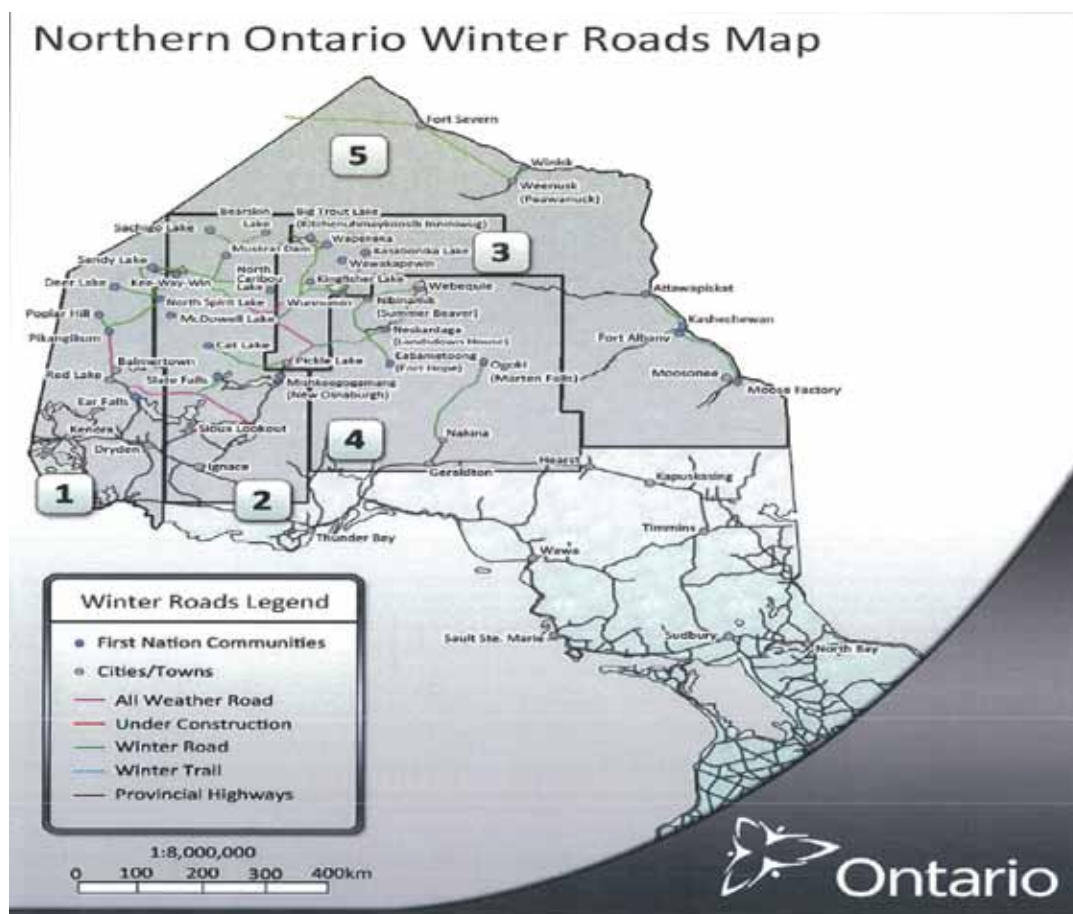 Northern Ontario Winter Roads Map
Fort Severn
5
Winisk
Weenusk
(Peawanuck)
Bearskin
Lake
Big Trout Lake
(Kitchenuhmaykoosib Inninuwug)
Sachigo Lake
Wapekeka
3
Muskrat Dam
Kasabonika Lake
Wawakapewin
Sandy Lake
North
Caribou
Lake
Kee-Way-Win
Kingfisher Lake
Deer Lake
Webequie
Attawapiskat
North Spirit Lake
Wunnumin
Nibinamik
(Summer Beaver)
Poplar Hill
McDowell Lake
Kashechewan
Pikangikum
Neskantaga
(Landsdown House)
Fort Albany
Cat Lake
Balmertown
Pickle Lake
Eabametoong
(Fort Hope)
Ogoki
(Marten Falls)
Red Lake
Slate Falls
Mishkeegogamang
(New Osnaburgh)
Moosonee
Moose Factory
Ear Falls
Kenora
Sioux Lookout
4
Nakina
Dryden
Ignace
Geraldton
Hearst
1
2
Kapuskasing
Thunder Bay
Timmins
Wawa
Sault Ste. Marie
Sudbury
North Bay
Winter Roads Legend
First Nation Communities
Cities/Towns
All Weather Road
Under Construction
Winter Road
Winter Trail
Provincial Highways
1:8,000,000
0 100 200 300 400km
Ontario